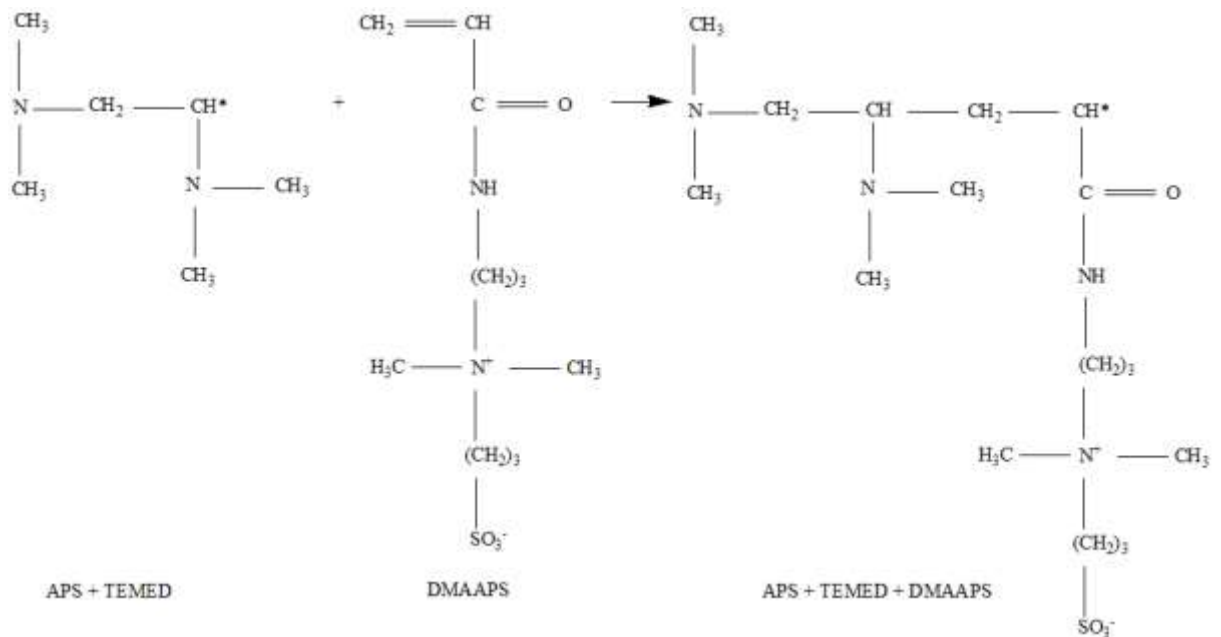 CH₃ CH₂ CH CH₃
N CH₂ CH• + C O N CH₂ CH CH₂ CH•
CH₃ N CH₃ NH CH₃ N CH₃ C O
CH₃ (CH₂)₃ CH₃ NH
H₃C N⁺ CH₃ (CH₂)₃
(CH₂)₃ H₃C N⁺ CH₃
SO₃⁻ (CH₂)₃
APS + TEMED DMAAPS APS + TEMED + DMAAPS
SO₃⁻